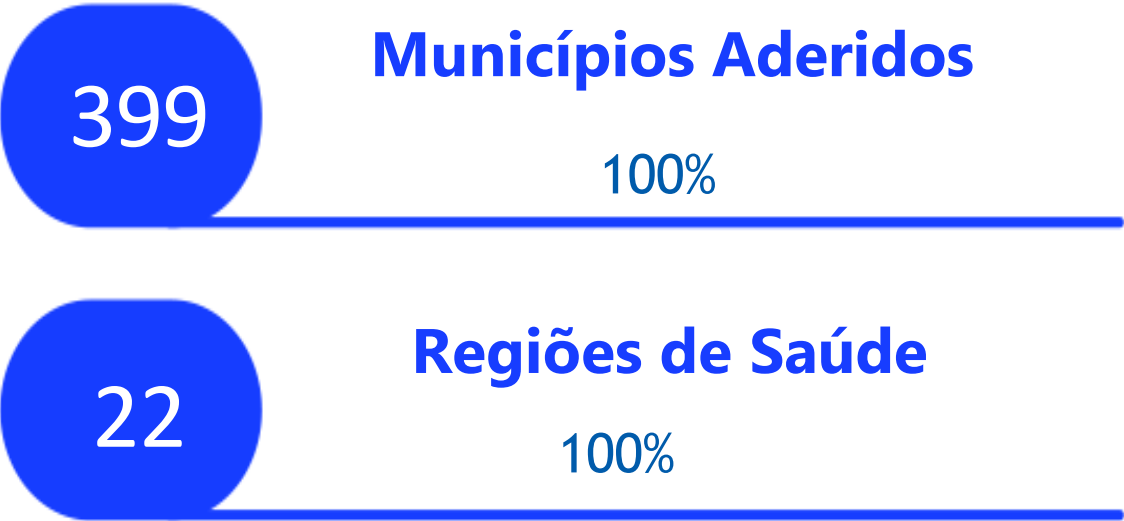 399
Municípios Aderidos
100%
22
Regiões de Saúde
100%